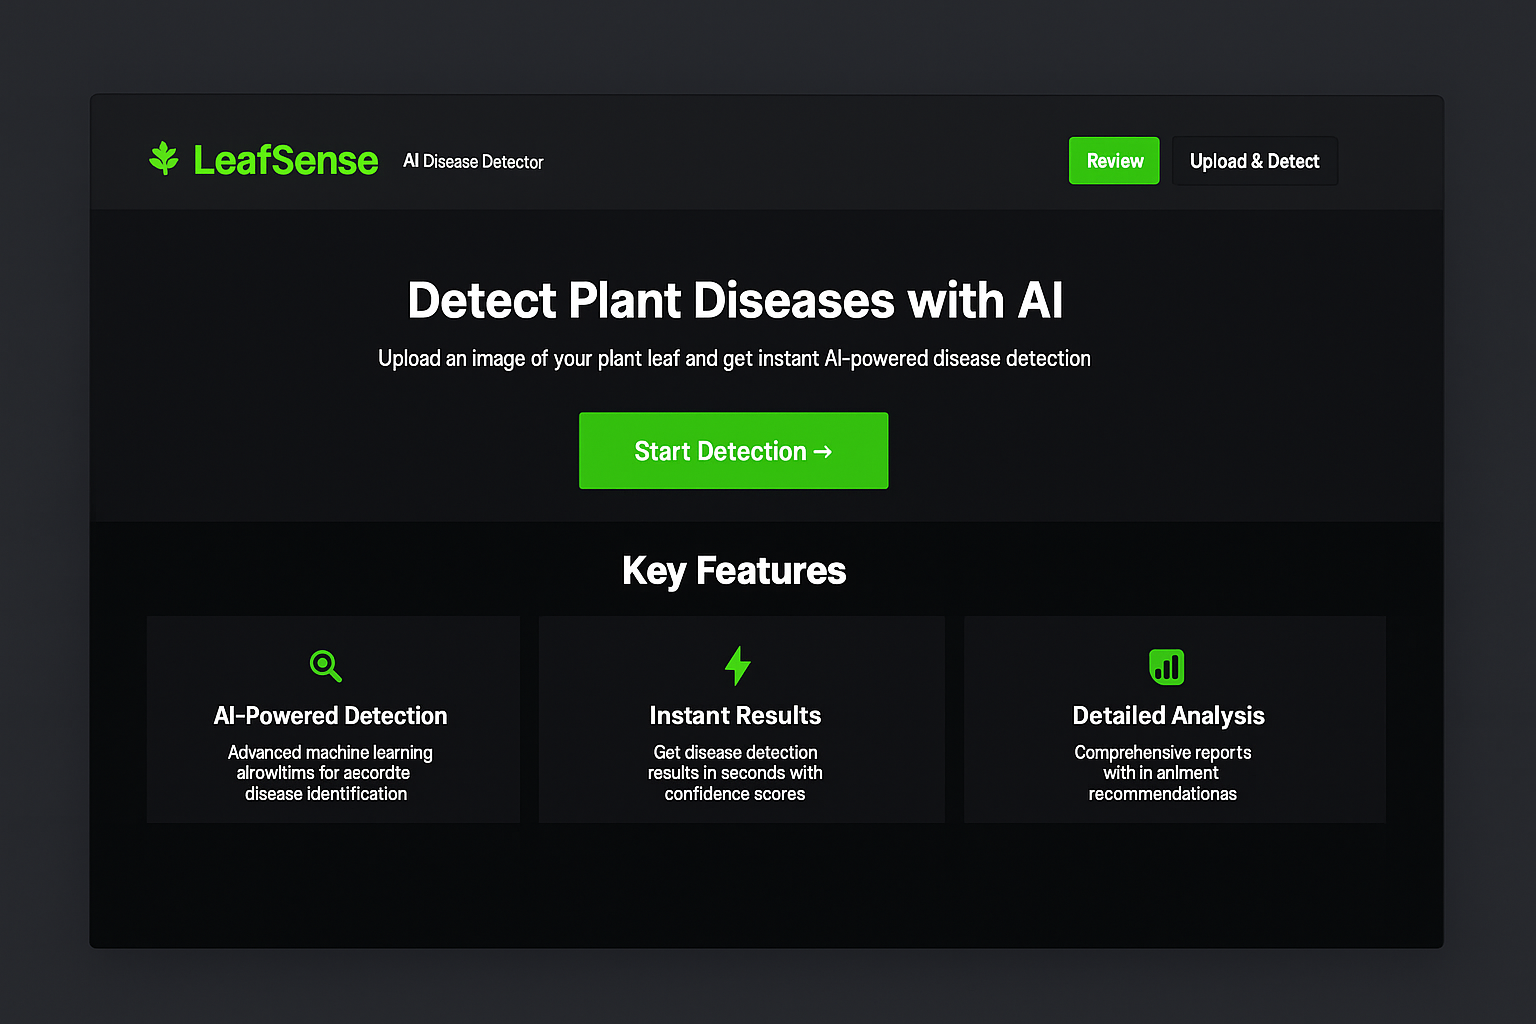 LeafSense
AI Disease Detector
Review
Upload & Detect
Detect Plant Diseases with AI
Upload an image of your plant leaf and get instant AI-powered disease detection
Start Detection →
Key Features
AI-Powered Detection
Advanced machine learning
alrowltims for aecordte
disease identification
Instant Results
Get disease detection
results in seconds with
confidence scores
Detailed Analysis
Comprehensive reports
with in anlment
recommendationas